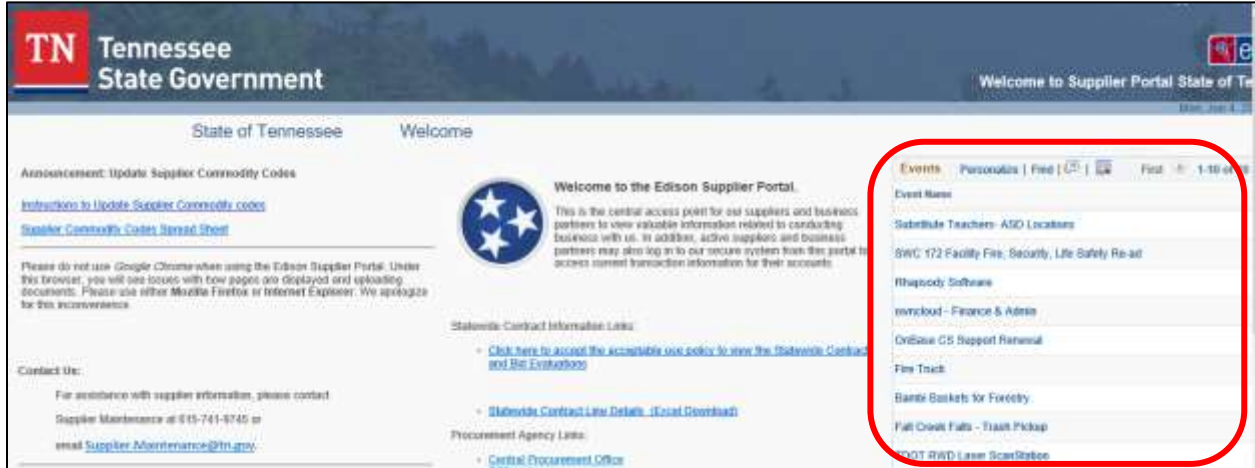 TN Tennessee
State Government
Welcome to Supplier Portal State of Te
State of Tennessee Welcome
Announcement: Update Supplier Commodity Codes
Instructions to Update Supplier Commodity codes
Supplier Commodity Codes Spread Sheet
Please do not use Google Chrome when using the Edison Supplier Portal. Under
this browser, you will see issues with how pages are displayed and uploading
documents. Please use either Mozilla Firefox or Internet Explorer. We apologize
for this inconvenience.
Contact Us:
For assistance with supplier information, please contact
Supplier Maintenance at 615-741-9745 or
email Supplier.Maintenance@tn.gov.
Welcome to the Edison Supplier Portal.
This is the central access point for our suppliers and business
partners to view valuable information related to conducting
business with us. In addition, active suppliers and business
partners may also log in to our secure system from this portal to
access current transaction information for their accounts.
Statewide Contract Information Links:
Click here to accept the acceptable use policy to view the Statewide Contract
and Bid Evaluations
Statewide Contract Line Details (Excel Download)
Procurement Agency Links:
Central Procurement Office
Events Personalize | Find | | First 1-10 of
Event Name
Substitute Teachers- ASD Locations
SWC 172 Facility Fire, Security, Life Safety Re-ad
Rhapsody Software
owncloud - Finance & Admin
OnBase CS Support Renewal
Fire Truck
Bambi Baskets for Forestry
Fall Creek Falls - Trash Pickup
TDOT RWD Laser ScanStation